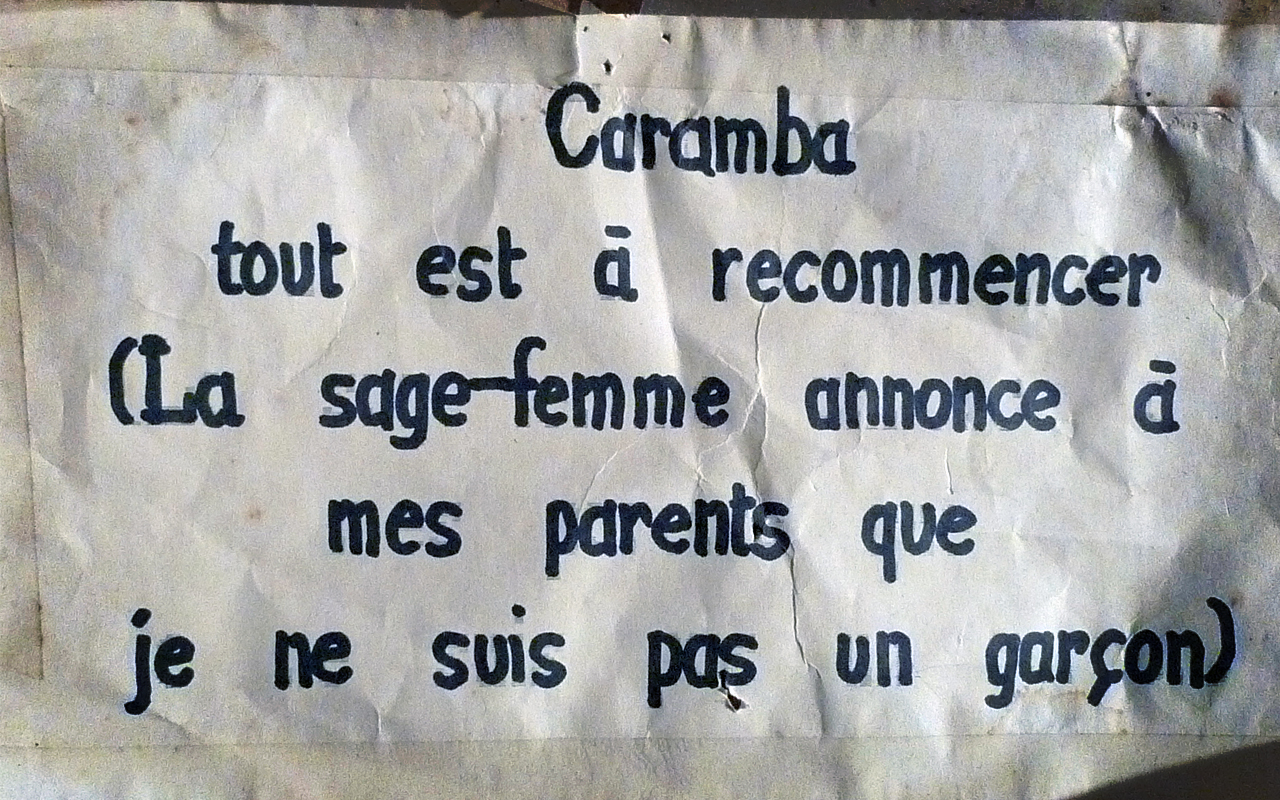 Caramba
tout est à recommencer
(La sage-femme annonce à
mes parents que
je ne suis pas un garçon)